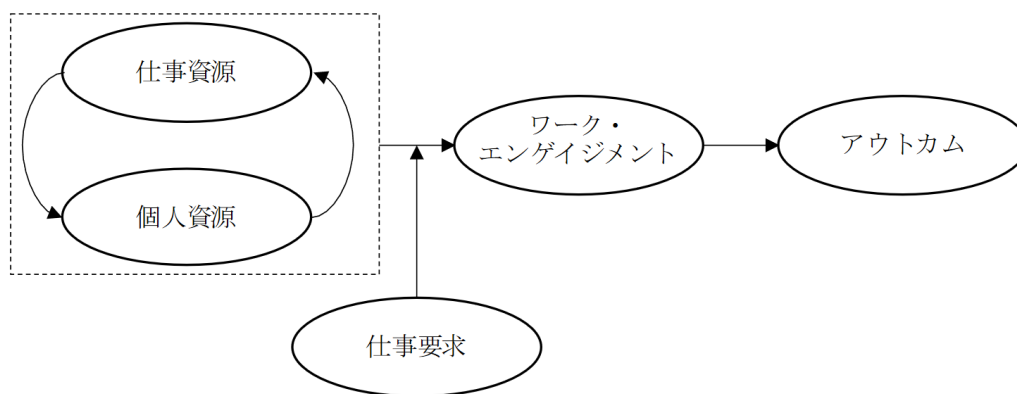 仕事資源
個人資源
ワーク・
エンゲイジメント
アウトカム
仕事要求